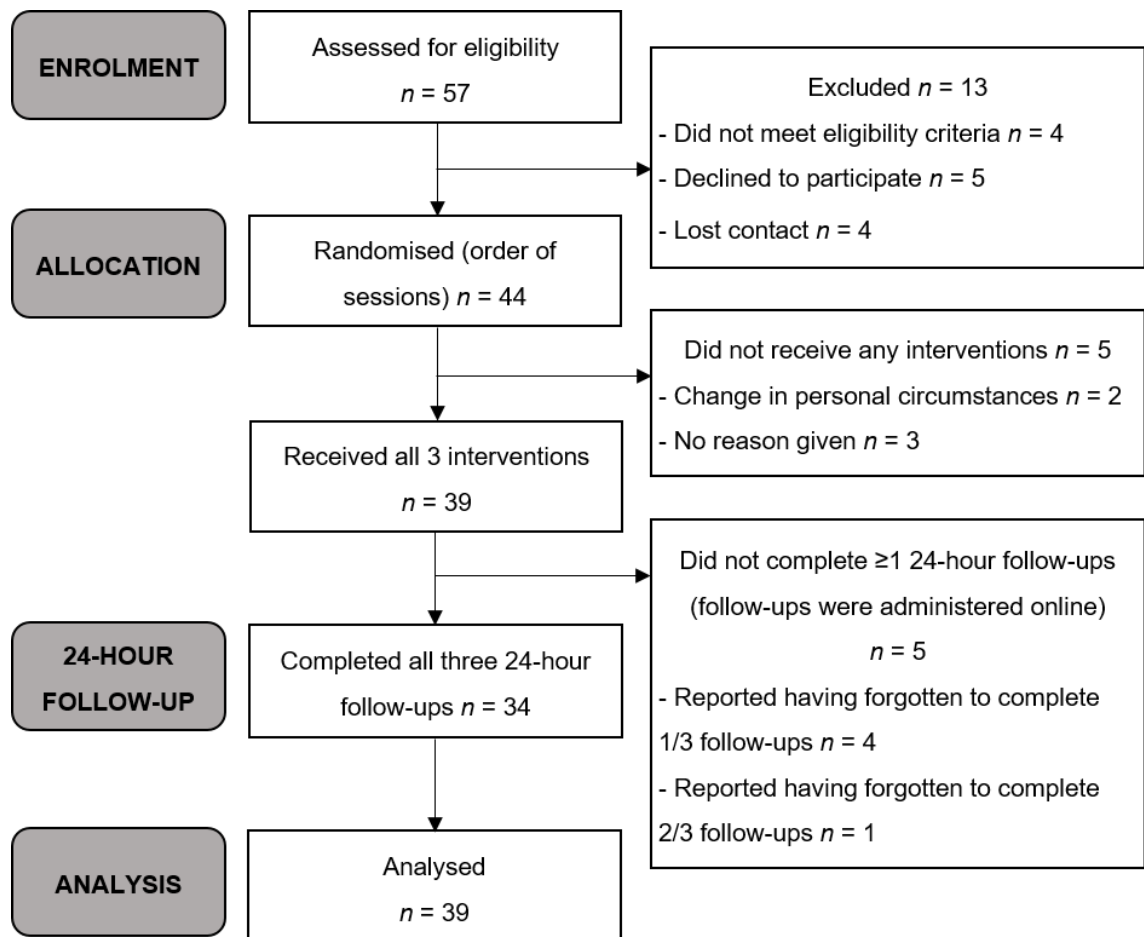 ENROLMENT
Assessed for eligibility
n = 57
Excluded n = 13
- Did not meet eligibility criteria n = 4
- Declined to participate n = 5
- Lost contact n = 4
ALLOCATION
Randomised (order of
sessions) n = 44
Did not receive any interventions n = 5
- Change in personal circumstances n = 2
- No reason given n = 3
Received all 3 interventions
n = 39
Did not complete ≥1 24-hour follow-ups
(follow-ups were administered online)
n = 5
- Reported having forgotten to complete
1/3 follow-ups n = 4
- Reported having forgotten to complete
2/3 follow-ups n = 1
24-HOUR
FOLLOW-UP
Completed all three 24-hour
follow-ups n = 34
ANALYSIS
Analysed
n = 39